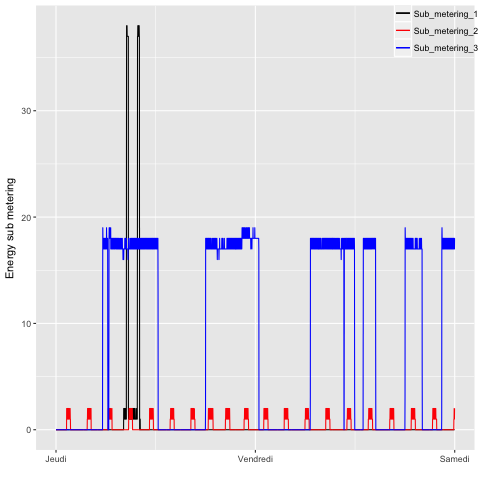 Sub_metering_1
Sub_metering_2
Sub_metering_3
Energy sub metering
30
20
10
0
Jeudi Vendredi Samedi